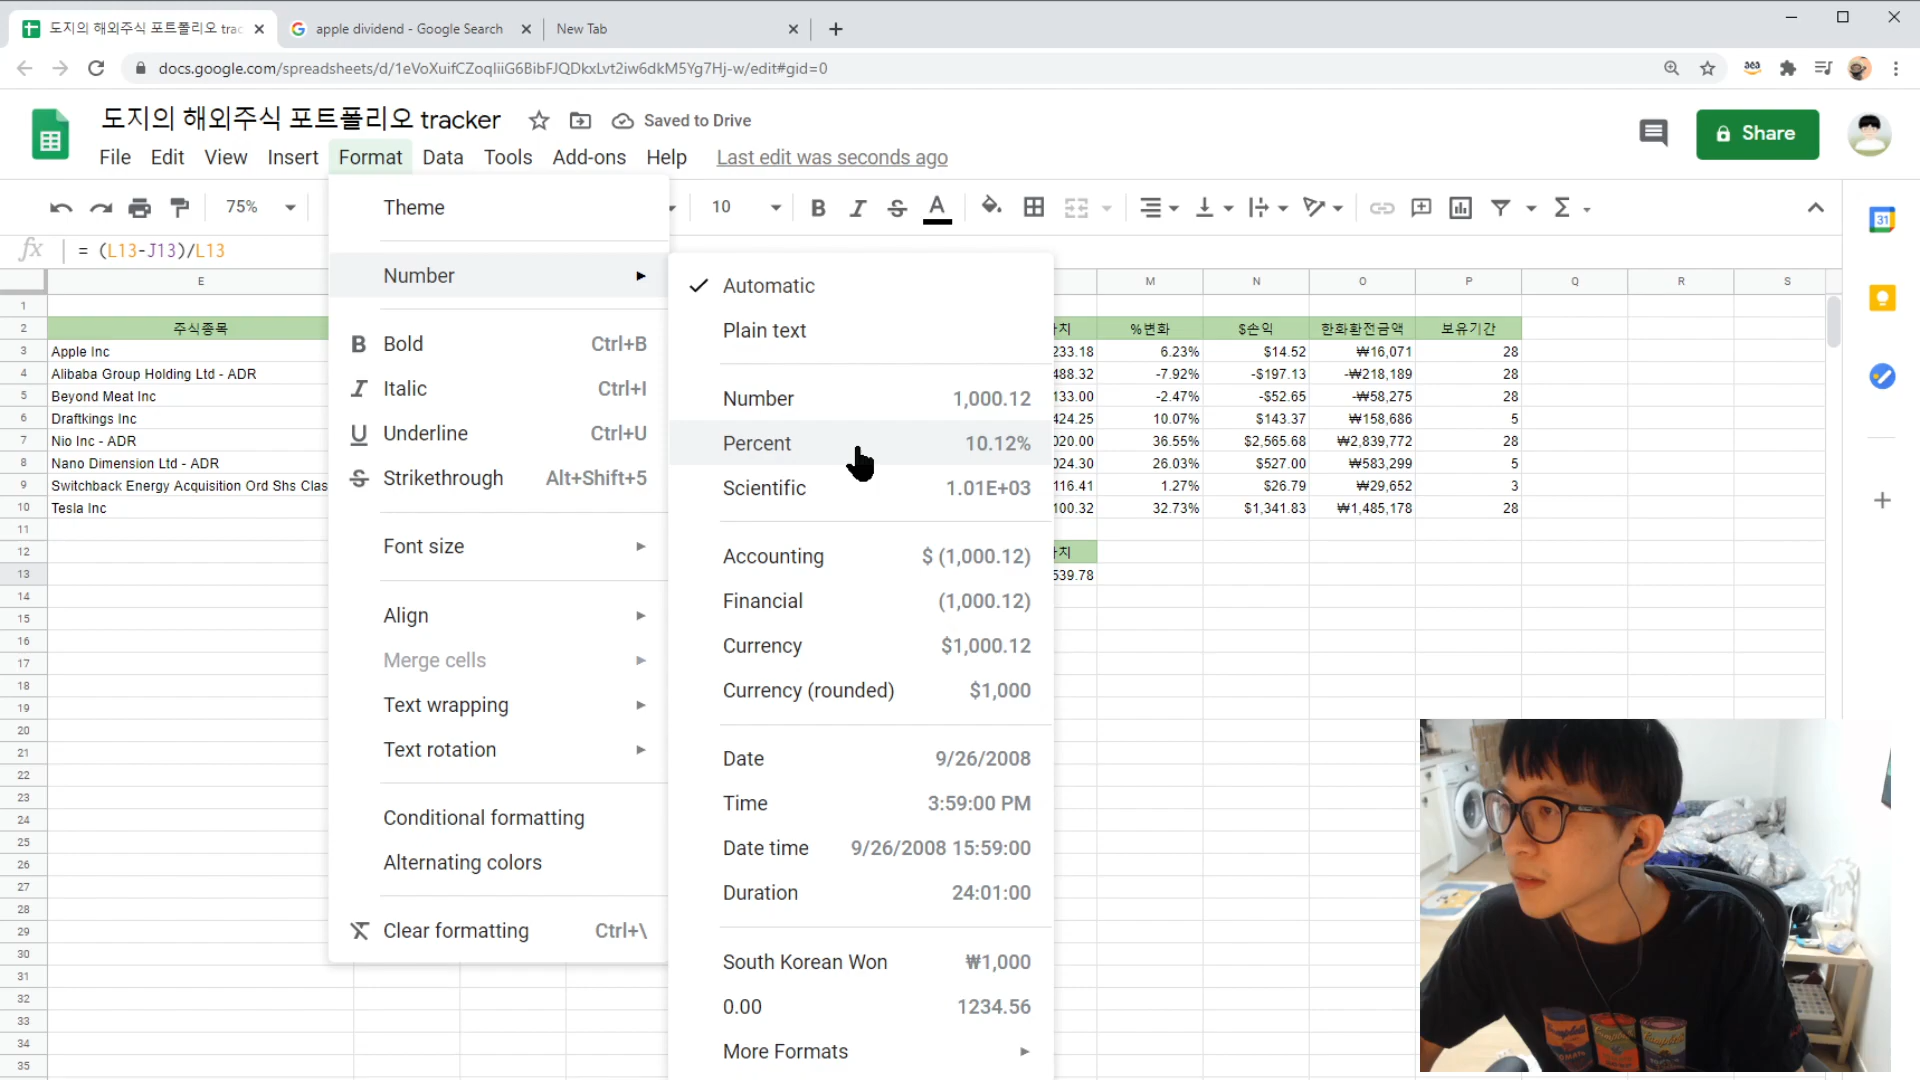 도지의 해외주식 포트폴리오 trac
apple dividend - Google Search
New Tab
docs.google.com/spreadsheets/d/1eVoXuifCZoqliiG6BibFJQDkxLvt2iw6dkM5Yg7Hj-w/edit#gid=0
도지의 해외주식 포트폴리오 tracker
Saved to Drive
Share
File Edit View Insert Format Data Tools Add-ons Help Last edit was seconds ago
75% 10
fx = (L13-J13)/L13
Theme
Number
Bold Ctrl+B
Italic Ctrl+I
Underline Ctrl+U
Strikethrough Alt+Shift+5
Font size
Align
Merge cells
Text wrapping
Text rotation
Conditional formatting
Alternating colors
Clear formatting Ctrl+\
Automatic
Plain text
Number 1,000.12
Percent 10.12%
Scientific 1.01E+03
Accounting $ (1,000.12)
Financial (1,000.12)
Currency $1,000.12
Currency (rounded) $1,000
Date 9/26/2008
Time 3:59:00 PM
Date time 9/26/2008 15:59:00
Duration 24:01:00
South Korean Won ₩1,000
0.00 1234.56
More Formats
E M N O P Q R S
1
2 주식종목 치 %변화 $손익 한화환전금액 보유기간
3 Apple Inc 233.18 6.23% $14.52 ₩16,071 28
4 Alibaba Group Holding Ltd - ADR 488.32 -7.92% -$197.13 -₩218,189 28
5 Beyond Meat Inc 133.00 -2.47% -$52.65 -₩58,275 28
6 Draftkings Inc 424.25 10.07% $143.37 ₩158,686 5
7 Nio Inc - ADR 020.00 36.55% $2,565.68 ₩2,839,772 28
8 Nano Dimension Ltd - ADR 024.30 26.03% $527.00 ₩583,299 5
9 Switchback Energy Acquisition Ord Shs Clas 116.41 1.27% $26.79 ₩29,652 3
10 Tesla Inc 100.32 32.73% $1,341.83 ₩1,485,178 28
11
12 치
13 539.78
14
15
16
17
18
19
20
21
22
23
24
25
26
27
28
29
30
31
32
33
34
35
31